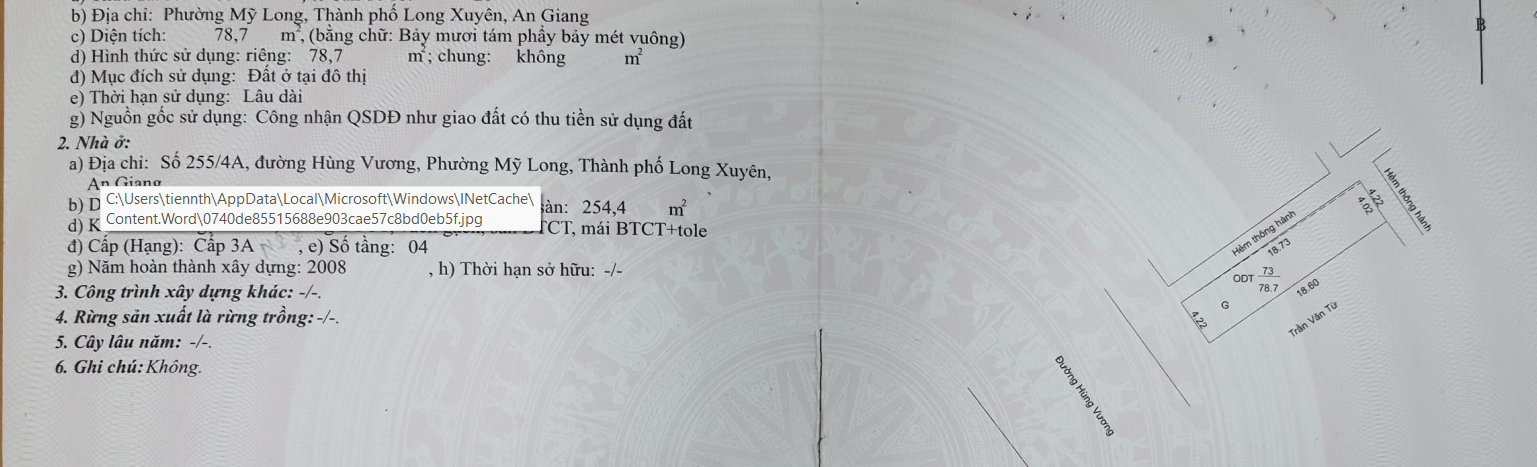 b) Địa chỉ: Phường Mỹ Long, Thành phố Long Xuyên, An Giang
c) Diện tích: 78,7 m², (bằng chữ: Bảy mươi tám phẩy bảy mét vuông)
d) Hình thức sử dụng: riêng: 78,7 m²; chung: không m²
đ) Mục đích sử dụng: Đất ở tại đô thị
e) Thời hạn sử dụng: Lâu dài
g) Nguồn gốc sử dụng: Công nhận QSDĐ như giao đất có thu tiền sử dụng đất
2. Nhà ở:
a) Địa chỉ: Số 255/4A, đường Hùng Vương, Phường Mỹ Long, Thành phố Long Xuyên,
An Giang
b) D sàn: 254,4 m²
d) K BTCT, mái BTCT+tole
đ) Cấp (Hạng): Cấp 3A , e) Số tầng: 04
g) Năm hoàn thành xây dựng: 2008 , h) Thời hạn sở hữu: -/-
3. Công trình xây dựng khác: -/-.
4. Rừng sản xuất là rừng trồng: -/-.
5. Cây lâu năm: -/-.
6. Ghi chú: Không.
C:\Users\tiennth\AppData\Local\Microsoft\Windows\INetCache\
Content.Word\0740de85515688e903cae57c8bd0eb5f.jpg
B
Hẻm thông hành
Hẻm thông hành
18.73
4.22
4.02
ODT 73
78.7
G
18.60
4.22
Trần Văn Từ
Đường Hùng Vương